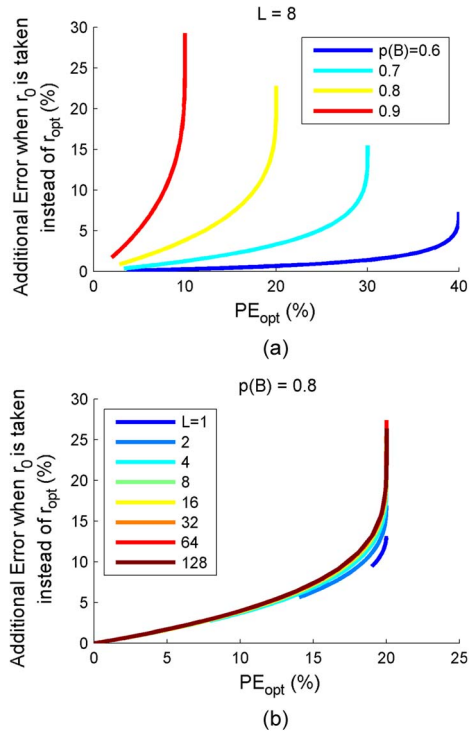 L = 8
Additional Error when r0 is taken
instead of ropt (%)
30
25
20
15
10
5
0
p(B)=0.6
0.7
0.8
0.9
0
10
20
30
40
PEopt (%)
(a)
p(B) = 0.8
Additional Error when r0 is taken
instead of ropt (%)
30
25
20
15
10
5
0
L=1
2
4
8
16
32
64
128
0
5
10
15
20
25
PEopt (%)
(b)